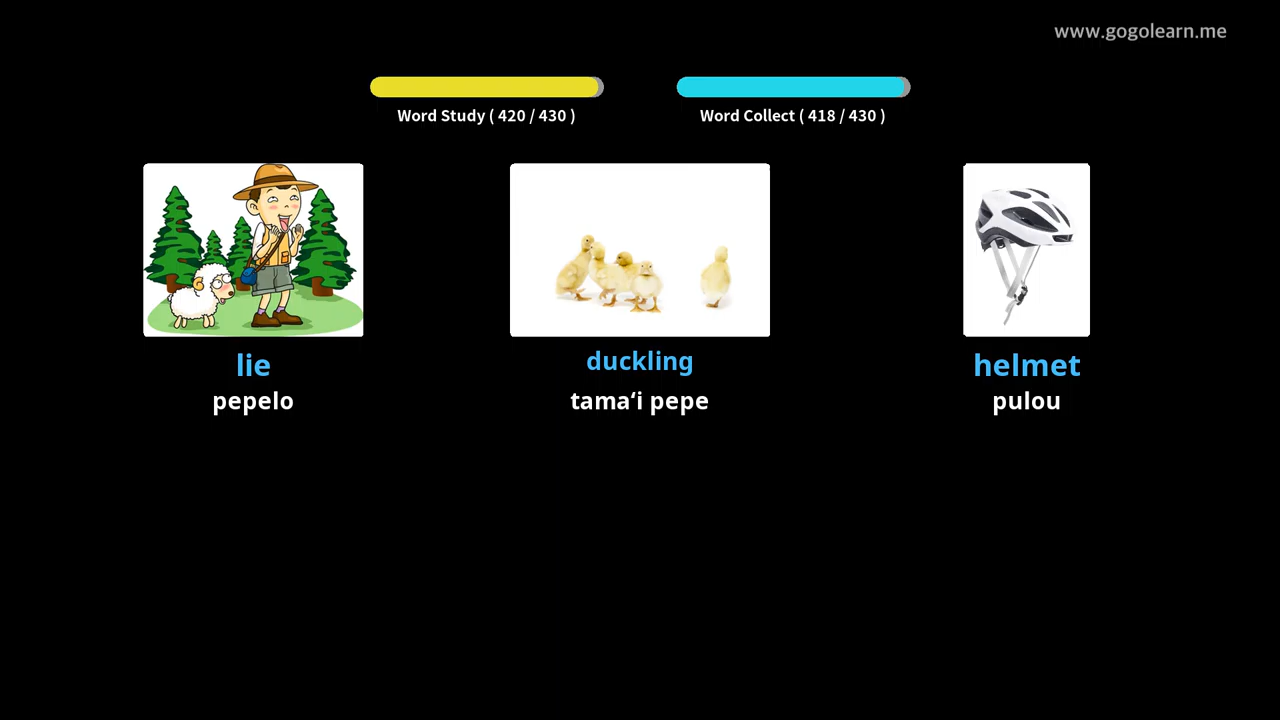 www.gogolearn.me
Word Study ( 420 / 430 )
Word Collect ( 418 / 430 )
lie
pepelo
duckling
tamaʻi pepe
helmet
pulou